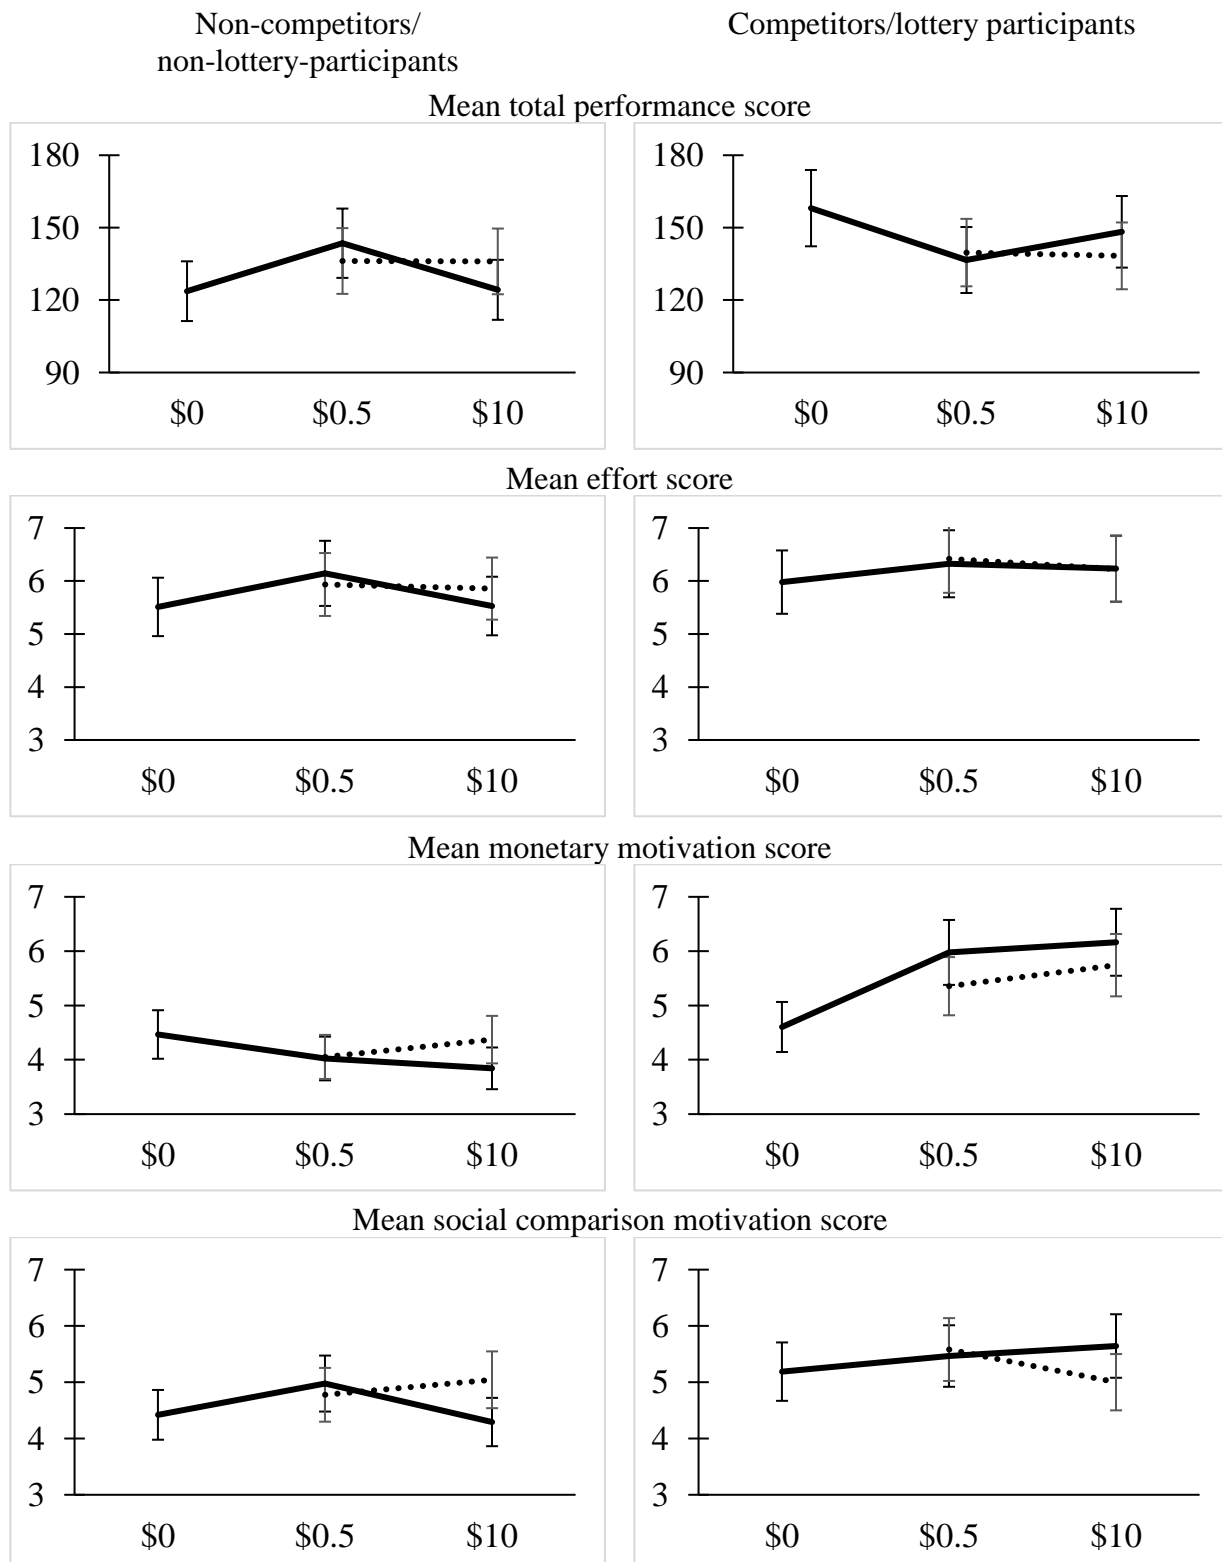 Non-competitors/
non-lottery-participants
Competitors/lottery participants
Mean total performance score
180
150
120
90
$0 $0.5 $10
180
150
120
90
$0 $0.5 $10
Mean effort score
7
6
5
4
3
$0 $0.5 $10
7
6
5
4
3
$0 $0.5 $10
Mean monetary motivation score
7
6
5
4
3
$0 $0.5 $10
7
6
5
4
3
$0 $0.5 $10
Mean social comparison motivation score
7
6
5
4
3
$0 $0.5 $10
7
6
5
4
3
$0 $0.5 $10